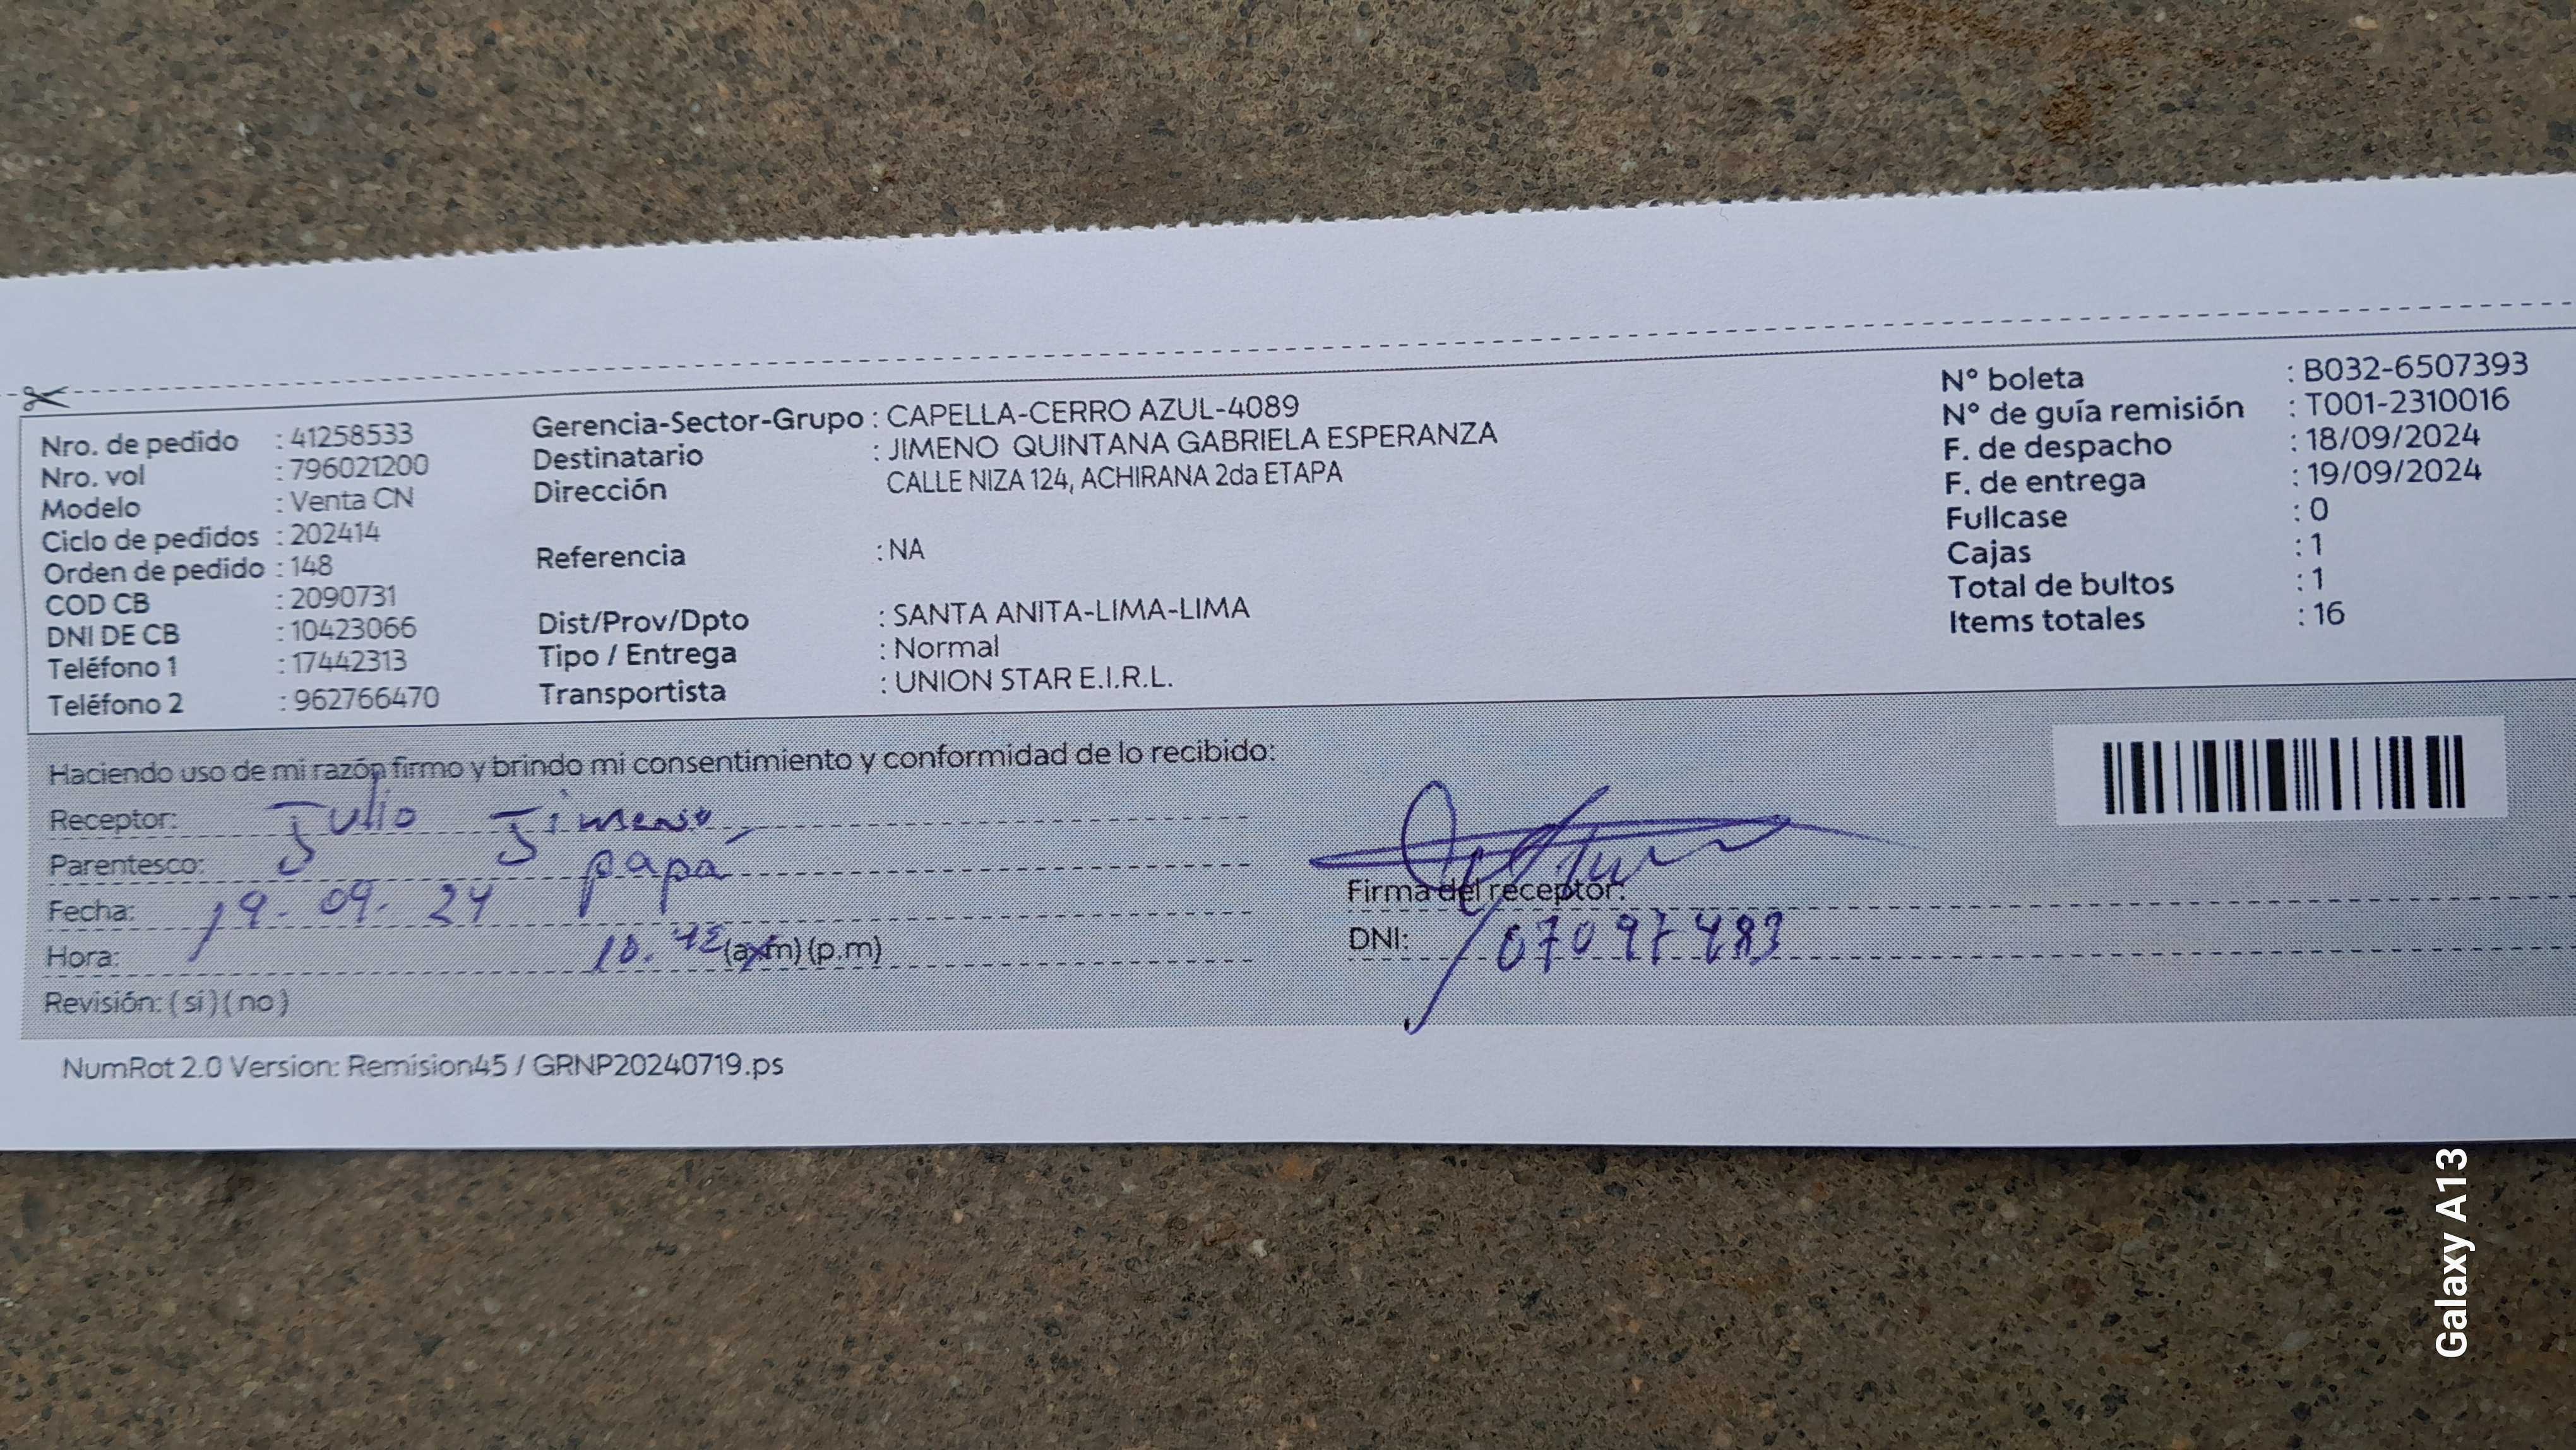 Nro. de pedido : 41258533
Nro. vol : 796021200
Modelo : Venta CN
Ciclo de pedidos : 202414
Orden de pedido : 148
COD CB : 2090731
DNI DE CB : 10423066
Teléfono 1 : 17442313
Teléfono 2 : 962766470
Gerencia-Sector-Grupo : CAPELLA-CERRO AZUL-4089
Destinatario : JIMENO QUINTANA GABRIELA ESPERANZA
Dirección CALLE NIZA 124, ACHIRANA 2da ETAPA
Referencia : NA
Dist/Prov/Dpto : SANTA ANITA-LIMA-LIMA
Tipo / Entrega : Normal
Transportista : UNION STAR E.I.R.L.
N° boleta : B032-6507393
N° de guía remisión : T001-2310016
F. de despacho : 18/09/2024
F. de entrega : 19/09/2024
Fullcase : 0
Cajas : 1
Total de bultos : 1
Items totales : 16
Haciendo uso de mi razón firmo y brindo mi consentimiento y conformidad de lo recibido:
Receptor: Julio Jimeno
Parentesco: papá
Fecha: 19-09-24
Hora: 10. (a.m) (p.m)
Revisión: ( si ) ( no )
Firma del receptor:
DNI: 07097483
NumRot 2.0 Version: Remision45 / GRNP20240719.ps
Galaxy A13